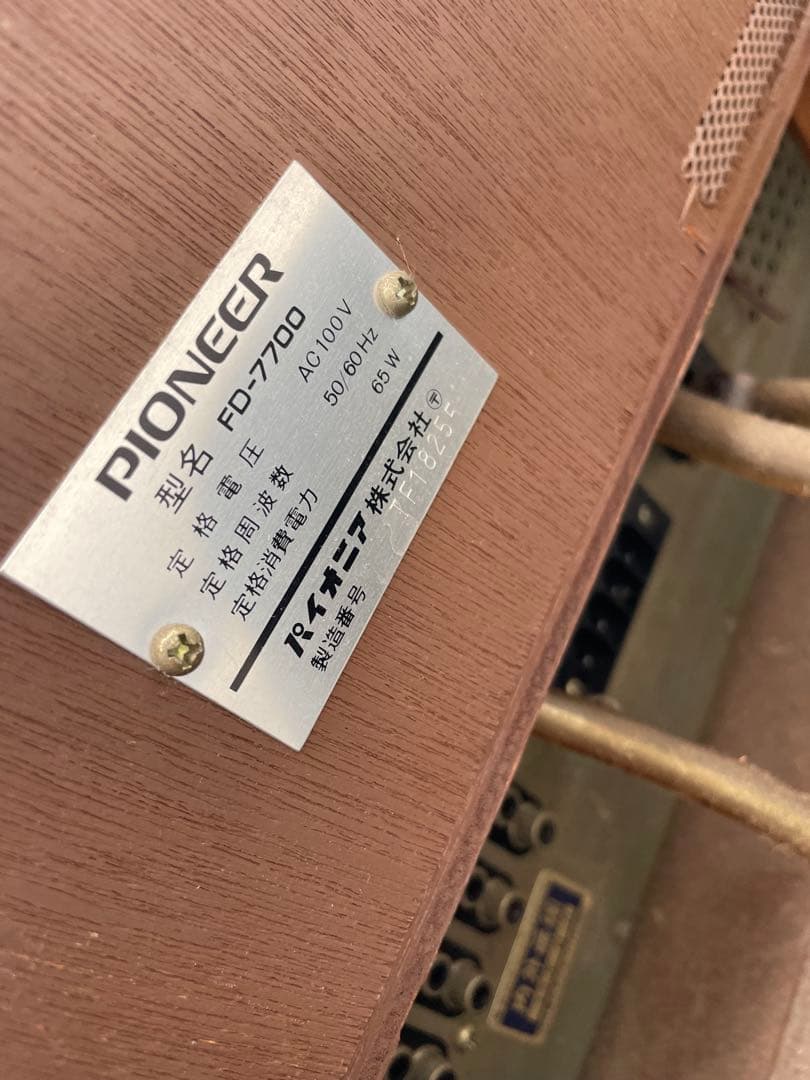 PIONEER
型名 FD-7700
定格電圧 AC100V
定格周波数 50/60Hz
定格消費電力 65W
パイオニア株式会社 〒
製造番号